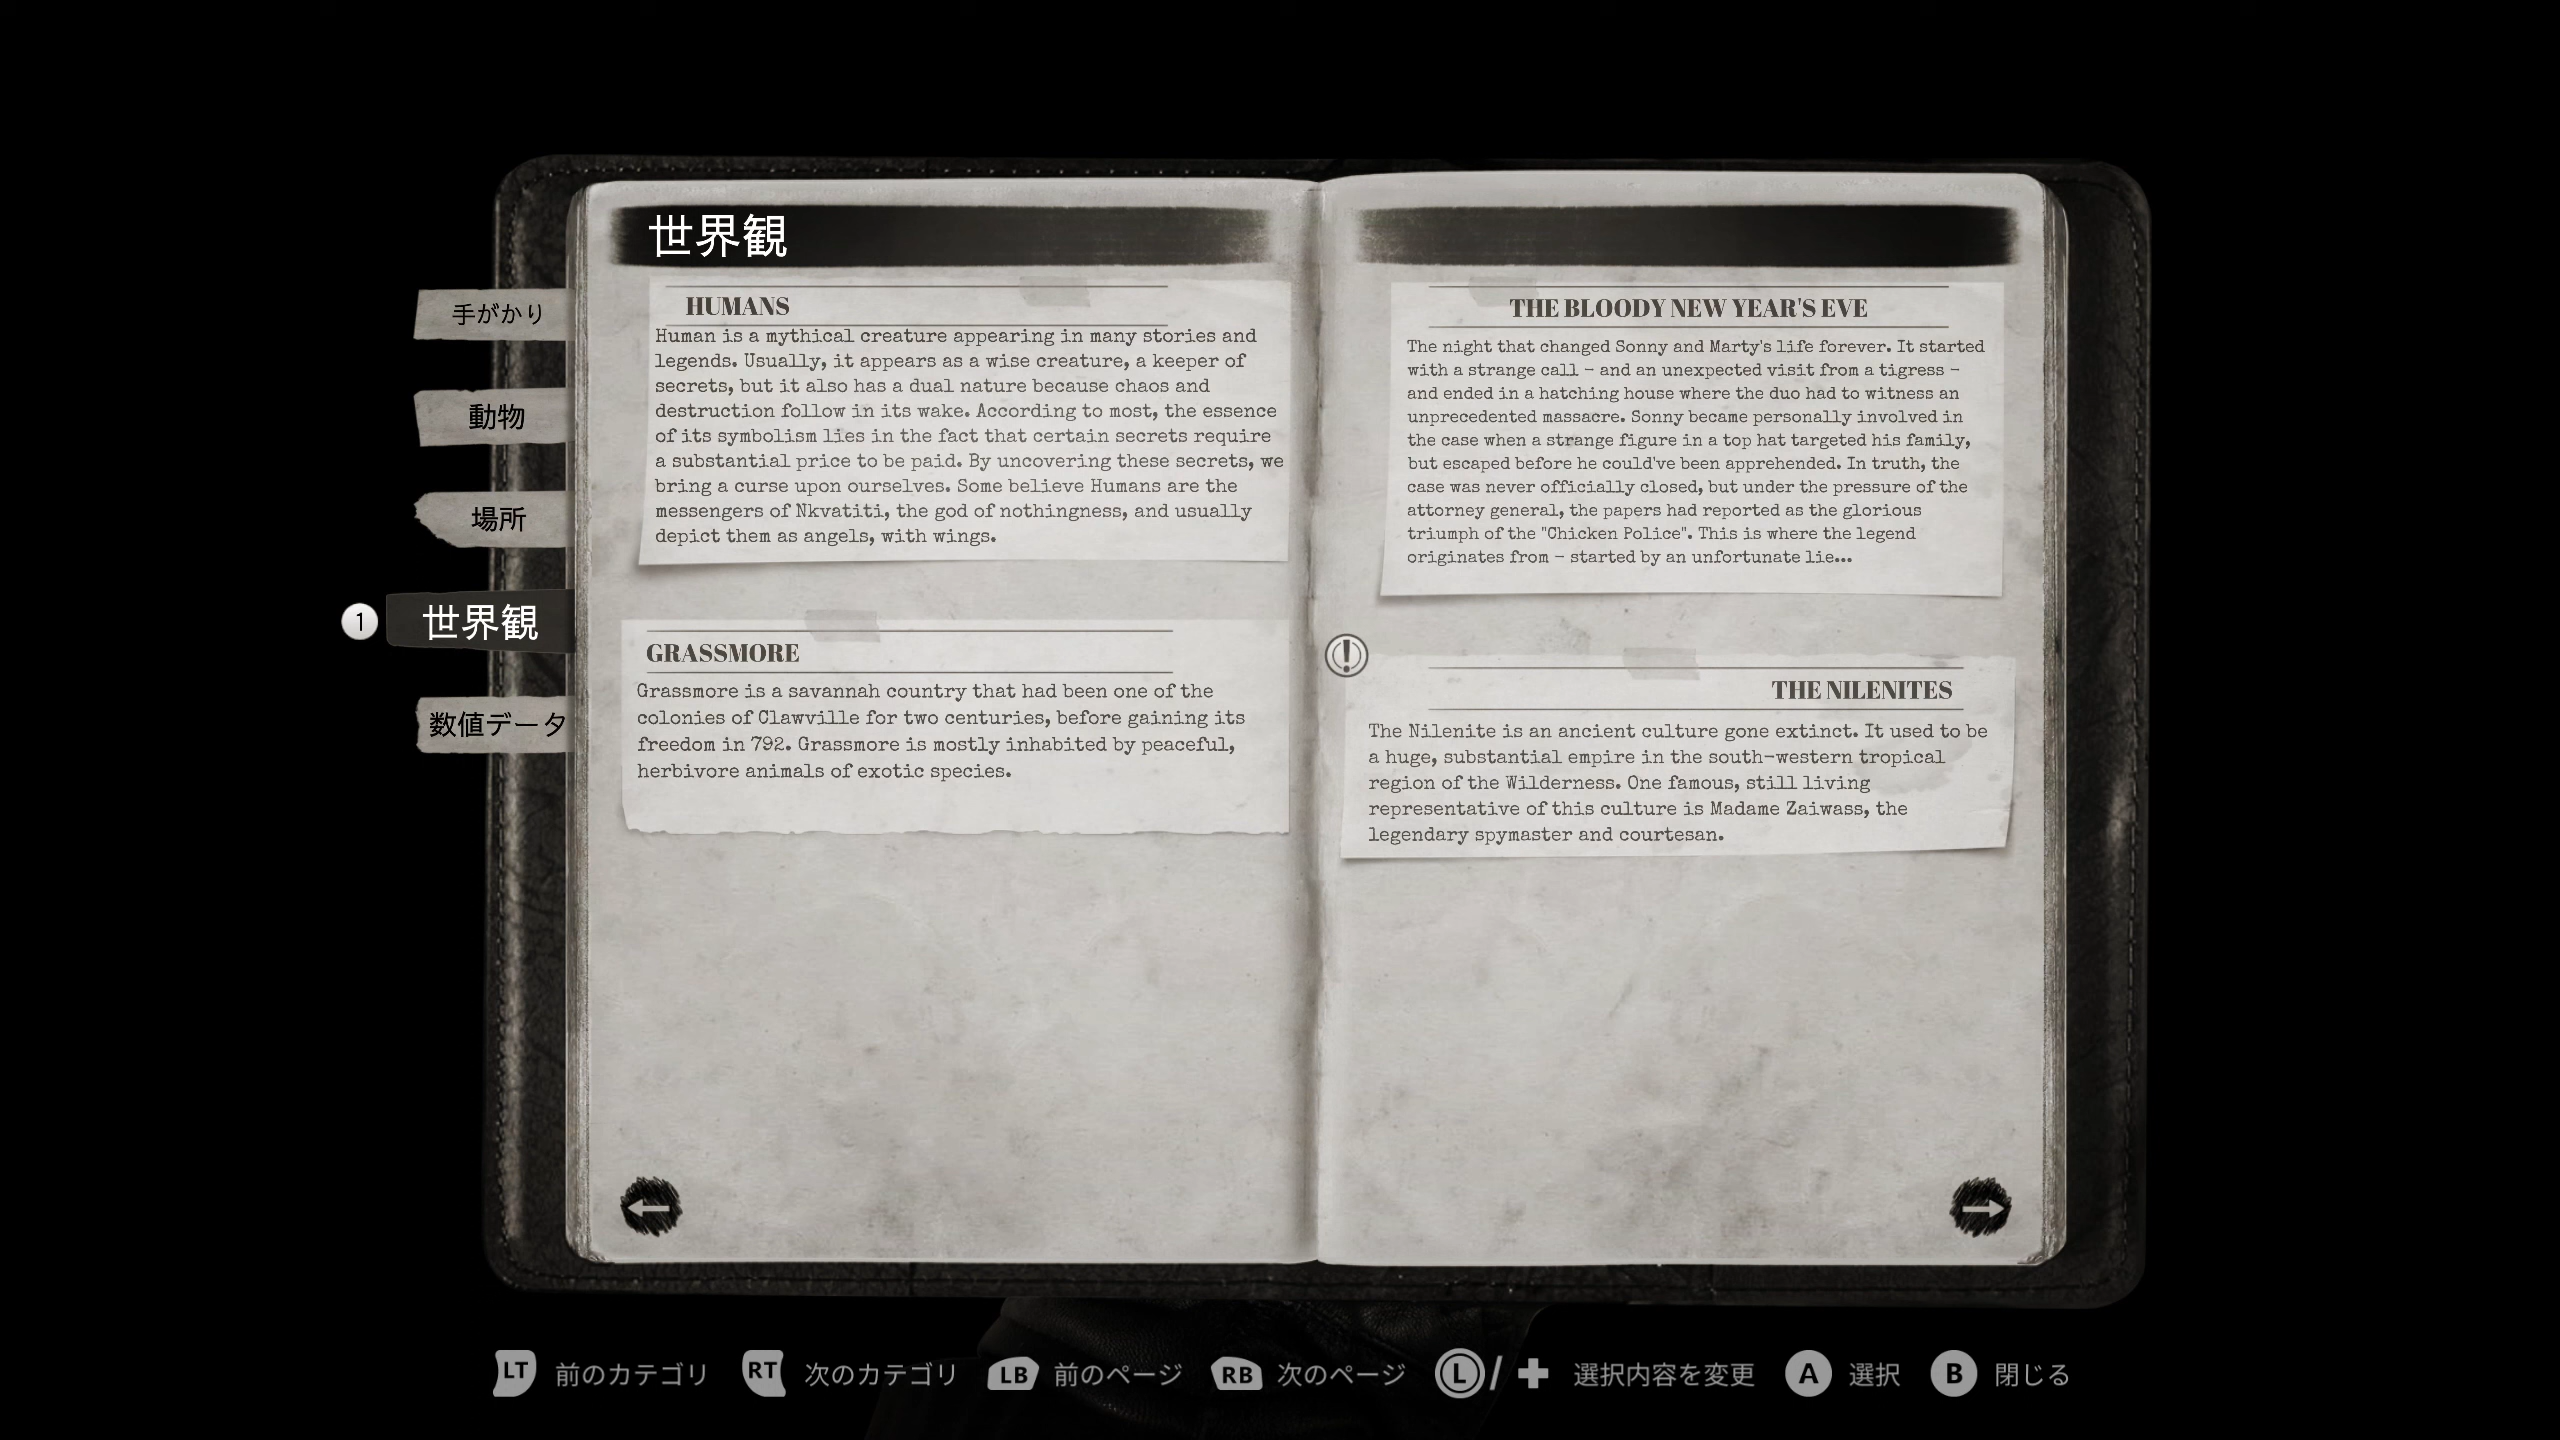 世界観
手がかり
動物
場所
1 世界観
数値データ
HUMANS
Human is a mythical creature appearing in many stories and
legends. Usually, it appears as a wise creature, a keeper of
secrets, but it also has a dual nature because chaos and
destruction follow in its wake. According to most, the essence
of its symbolism lies in the fact that certain secrets require
a substantial price to be paid. By uncovering these secrets, we
bring a curse upon ourselves. Some believe Humans are the
messengers of Nkvatiti, the god of nothingness, and usually
depict them as angels, with wings.
GRASSMORE
Grassmore is a savannah country that had been one of the
colonies of Clawville for two centuries, before gaining its
freedom in 792. Grassmore is mostly inhabited by peaceful,
herbivore animals of exotic species.
THE BLOODY NEW YEAR'S EVE
The night that changed Sonny and Marty's life forever. It started
with a strange call - and an unexpected visit from a tigress -
and ended in a hatching house where the duo had to witness an
unprecedented massacre. Sonny became personally involved in
the case when a strange figure in a top hat targeted his family,
but escaped before he could've been apprehended. In truth, the
case was never officially closed, but under the pressure of the
attorney general, the papers had reported as the glorious
triumph of the "Chicken Police". This is where the legend
originates from - started by an unfortunate lie...
!
THE NILENITES
The Nilenite is an ancient culture gone extinct. It used to be
a huge, substantial empire in the south-western tropical
region of the Wilderness. One famous, still living
representative of this culture is Madame Zaiwass, the
legendary spymaster and courtesan.
LT 前のカテゴリ RT 次のカテゴリ LB 前のページ RB 次のページ L / 選択内容を変更 A 選択 B 閉じる